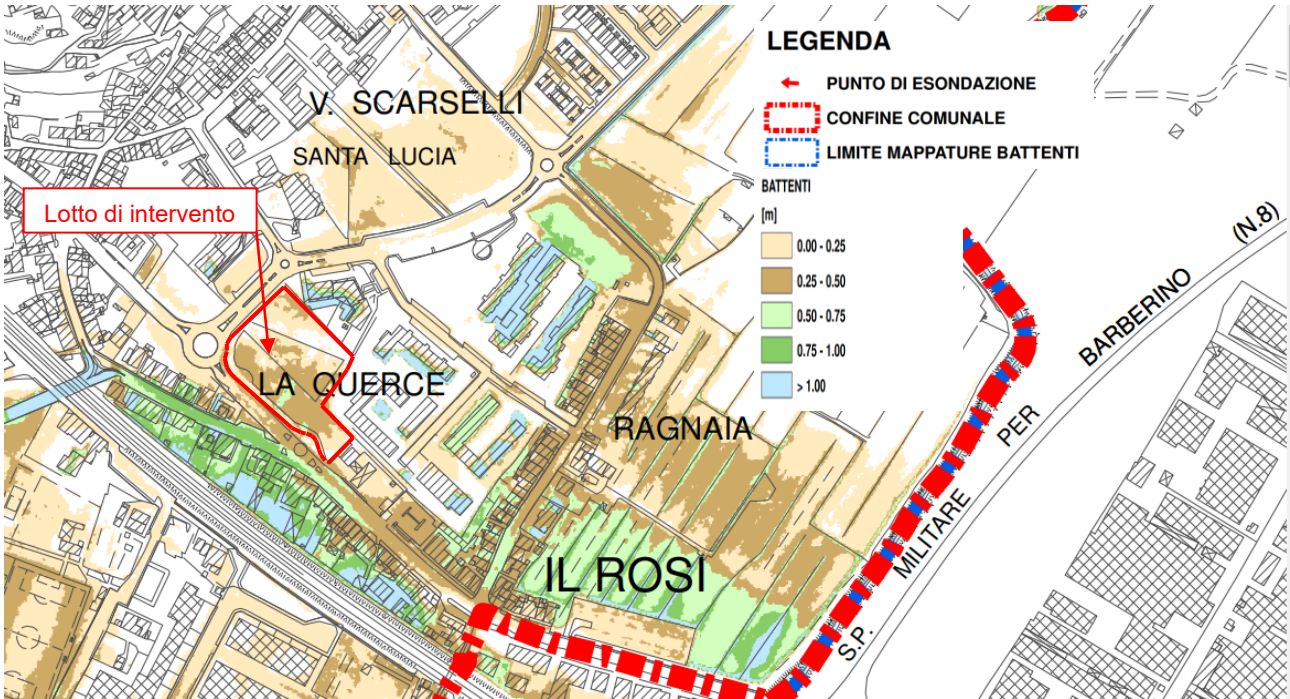 LEGENDA
PUNTO DI ESONDAZIONE
CONFINE COMUNALE
LIMITE MAPPATURE BATTENTI
BATTENTI
[m]
0.00 - 0.25
0.25 - 0.50
0.50 - 0.75
0.75 - 1.00
> 1.00
V. SCARSELLI
SANTA LUCIA
Lotto di intervento
LA QUERCE
RAGNAIA
IL ROSI
S.P. MILITARE PER BARBERINO (N.8)